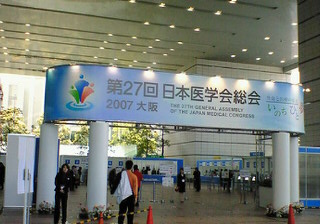 第27回 日本医学会総会
2007 大阪
THE 27TH GENERAL ASSEMBLY
OF THE JAPAN MEDICAL CONGRESS